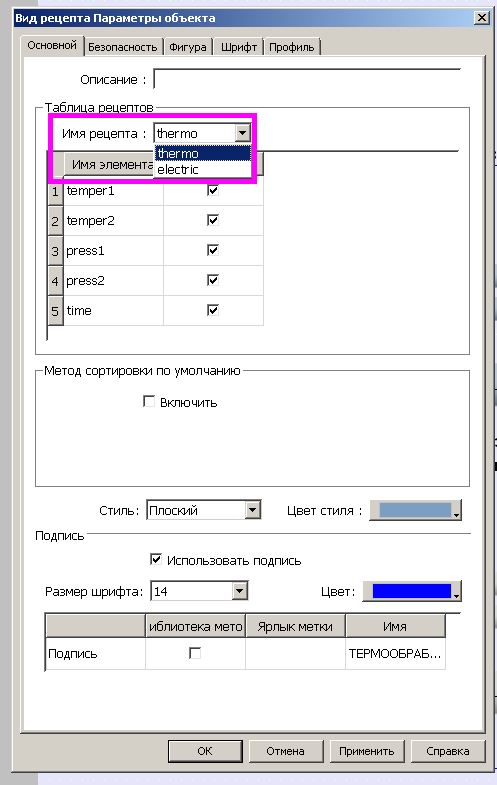 Вид рецепта Параметры объекта
Основной Безопасность Фигура Шрифт Профиль
Описание :
Таблица рецептов
Имя рецепта : thermo
thermo
electric
Имя элемента
1 temper1
2 temper2
3 press1
4 press2
5 time
Метод сортировки по умолчанию
Включить
Стиль: Плоский Цвет стиля :
Подпись
Использовать подпись
Размер шрифта: 14 Цвет:
иблиотека мето Ярлык метки Имя
Подпись ТЕРМООБРАБ...
OK Отмена Применить Справка